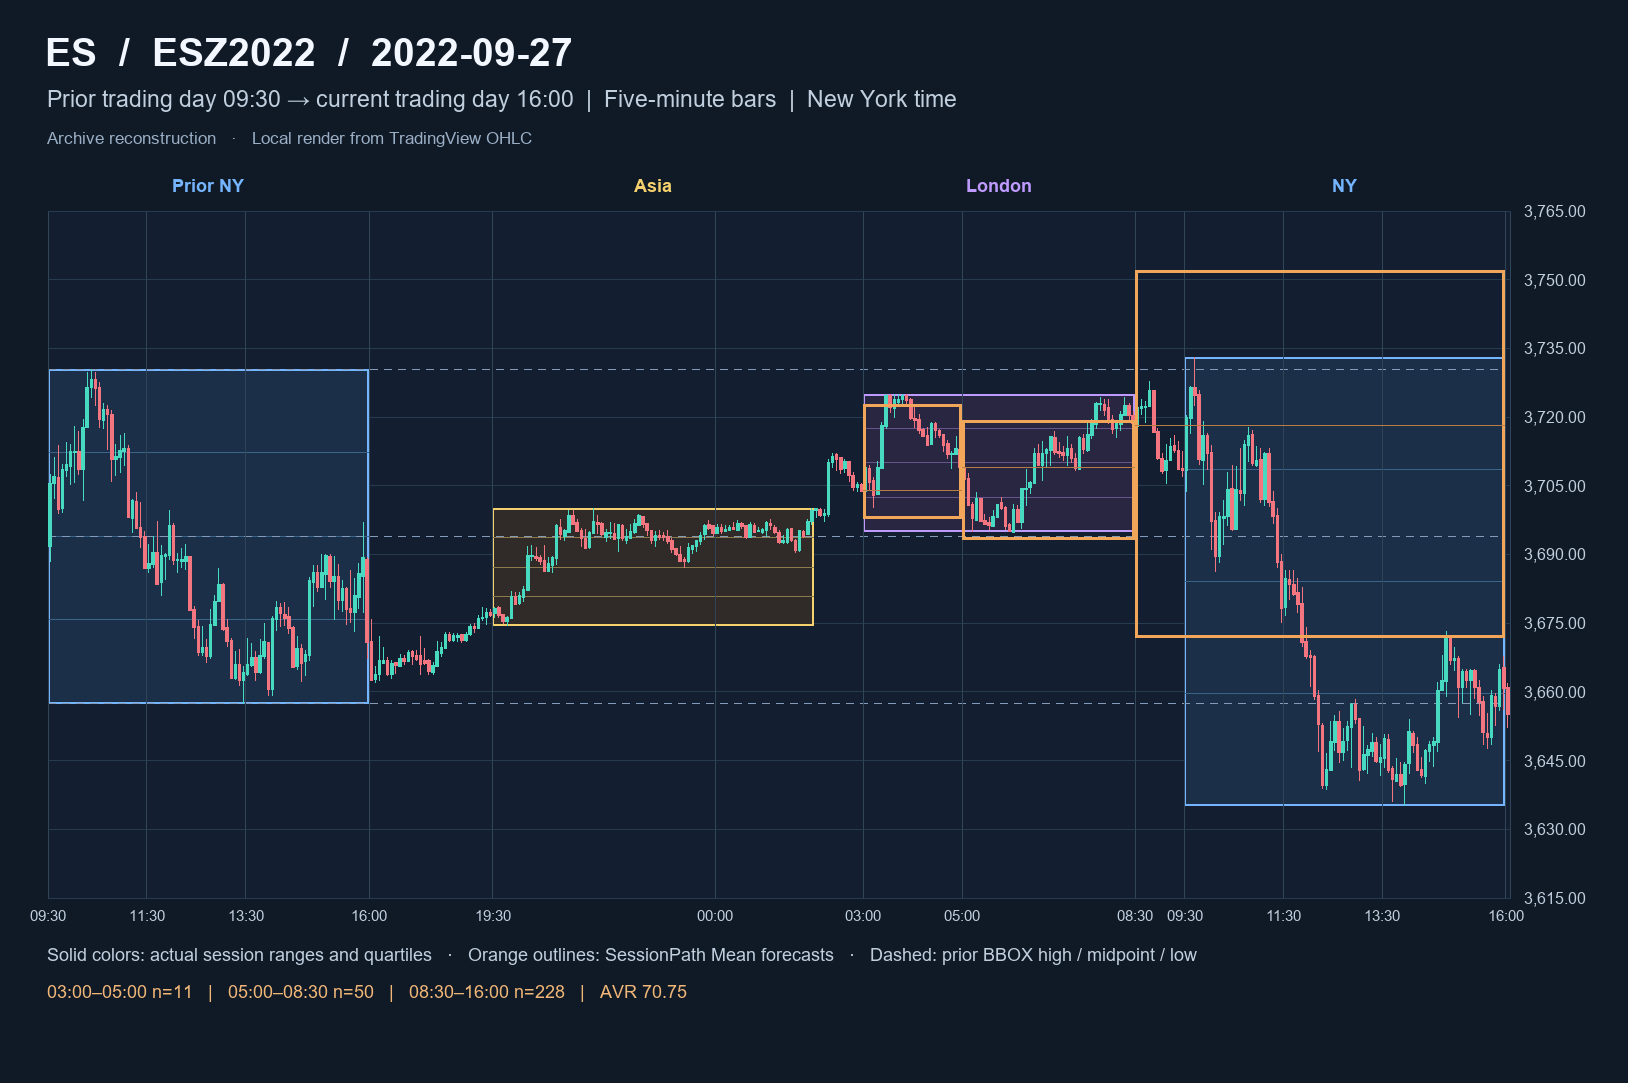 ES / ESZ2022 / 2022-09-27
Prior trading day 09:30 → current trading day 16:00 | Five-minute bars | New York time
Archive reconstruction · Local render from TradingView OHLC
Prior NY Asia London NY
3,765.00
3,750.00
3,735.00
3,720.00
3,705.00
3,690.00
3,675.00
3,660.00
3,645.00
3,630.00
3,615.00
09:30 11:30 13:30 16:00 19:30 00:00 03:00 05:00 08:30 09:30 11:30 13:30 16:00
Solid colors: actual session ranges and quartiles · Orange outlines: SessionPath Mean forecasts · Dashed: prior BBOX high / midpoint / low
03:00–05:00 n=11 | 05:00–08:30 n=50 | 08:30–16:00 n=228 | AVR 70.75